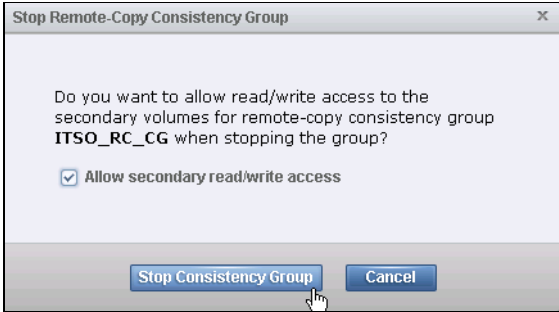 Stop Remote-Copy Consistency Group
Do you want to allow read/write access to the
secondary volumes for remote-copy consistency group
ITSO_RC_CG when stopping the group?
Allow secondary read/write access
Stop Consistency Group Cancel